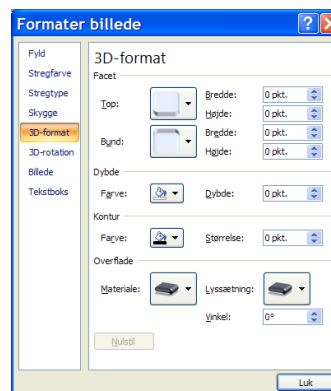 Formater billede
Fyld
Stregfarve
Stregtype
Skygge
3D-format
3D-rotation
Billede
Tekstboks
3D-format
Facet
Top:
Bredde: 0 pkt.
Højde: 0 pkt.
Bund:
Bredde: 0 pkt.
Højde: 0 pkt.
Dybde
Farve:
Dybde: 0 pkt.
Kontur
Farve:
Størrelse: 0 pkt.
Overflade
Materiale:
Lyssætning:
Vinkel: 0°
Nulstil
Luk